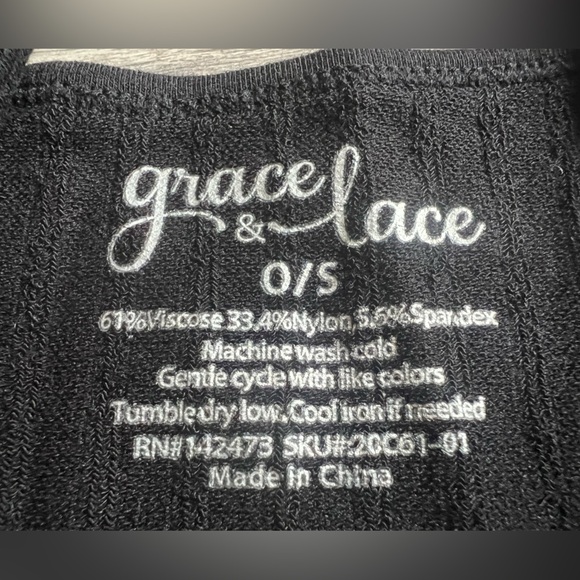 grace & lace
O/S
61%Viscose 33.4%Nylon,5.6%Spandex
Machine wash cold
Gentle cycle with like colors
Tumble dry low.Cool iron if needed
RN#142473 SKU#:20C61-01
Made in China